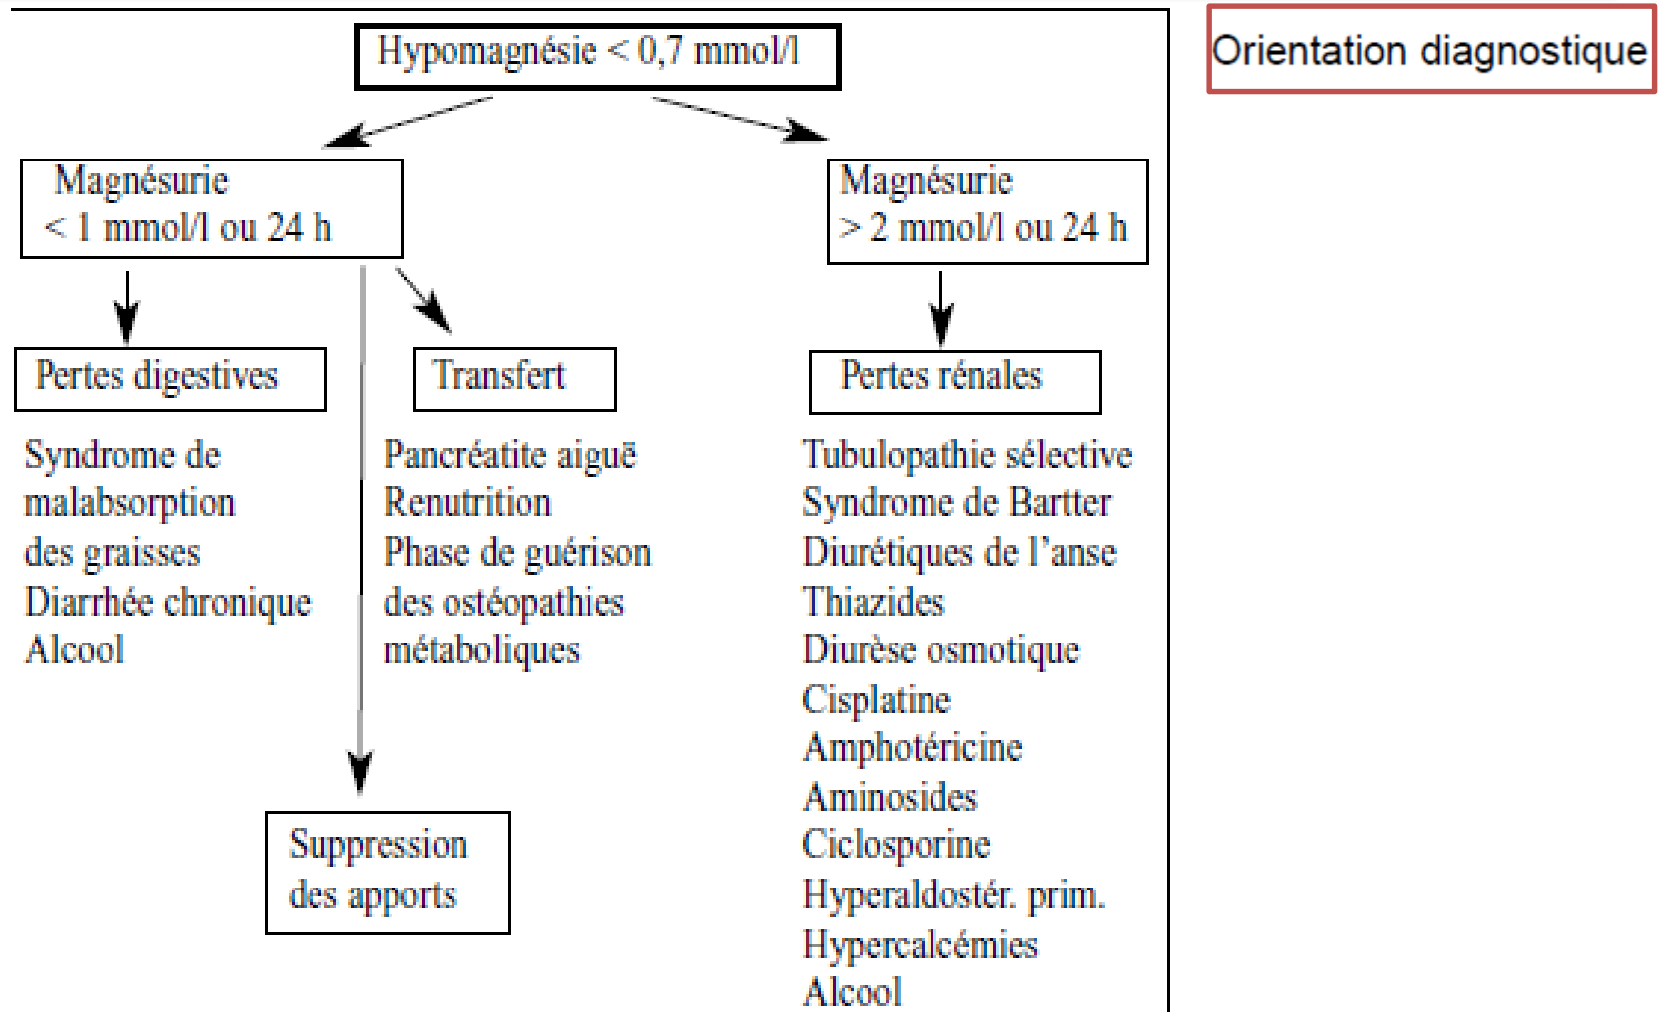 Orientation diagnostique
Hypomagnésie < 0,7 mmol/l
Magnésurie
< 1 mmol/l ou 24 h
Magnésurie
> 2 mmol/l ou 24 h
Pertes digestives
Syndrome de
malabsorption
des graisses
Diarrhée chronique
Alcool
Transfert
Pancréatite aiguë
Renutrition
Phase de guérison
des ostéopathies
métaboliques
Suppression
des apports
Pertes rénales
Tubulopathie sélective
Syndrome de Bartter
Diurétiques de l'anse
Thiazides
Diurèse osmotique
Cisplatine
Amphotéricine
Aminosides
Ciclosporine
Hyperaldostér. prim.
Hypercalcémies
Alcool